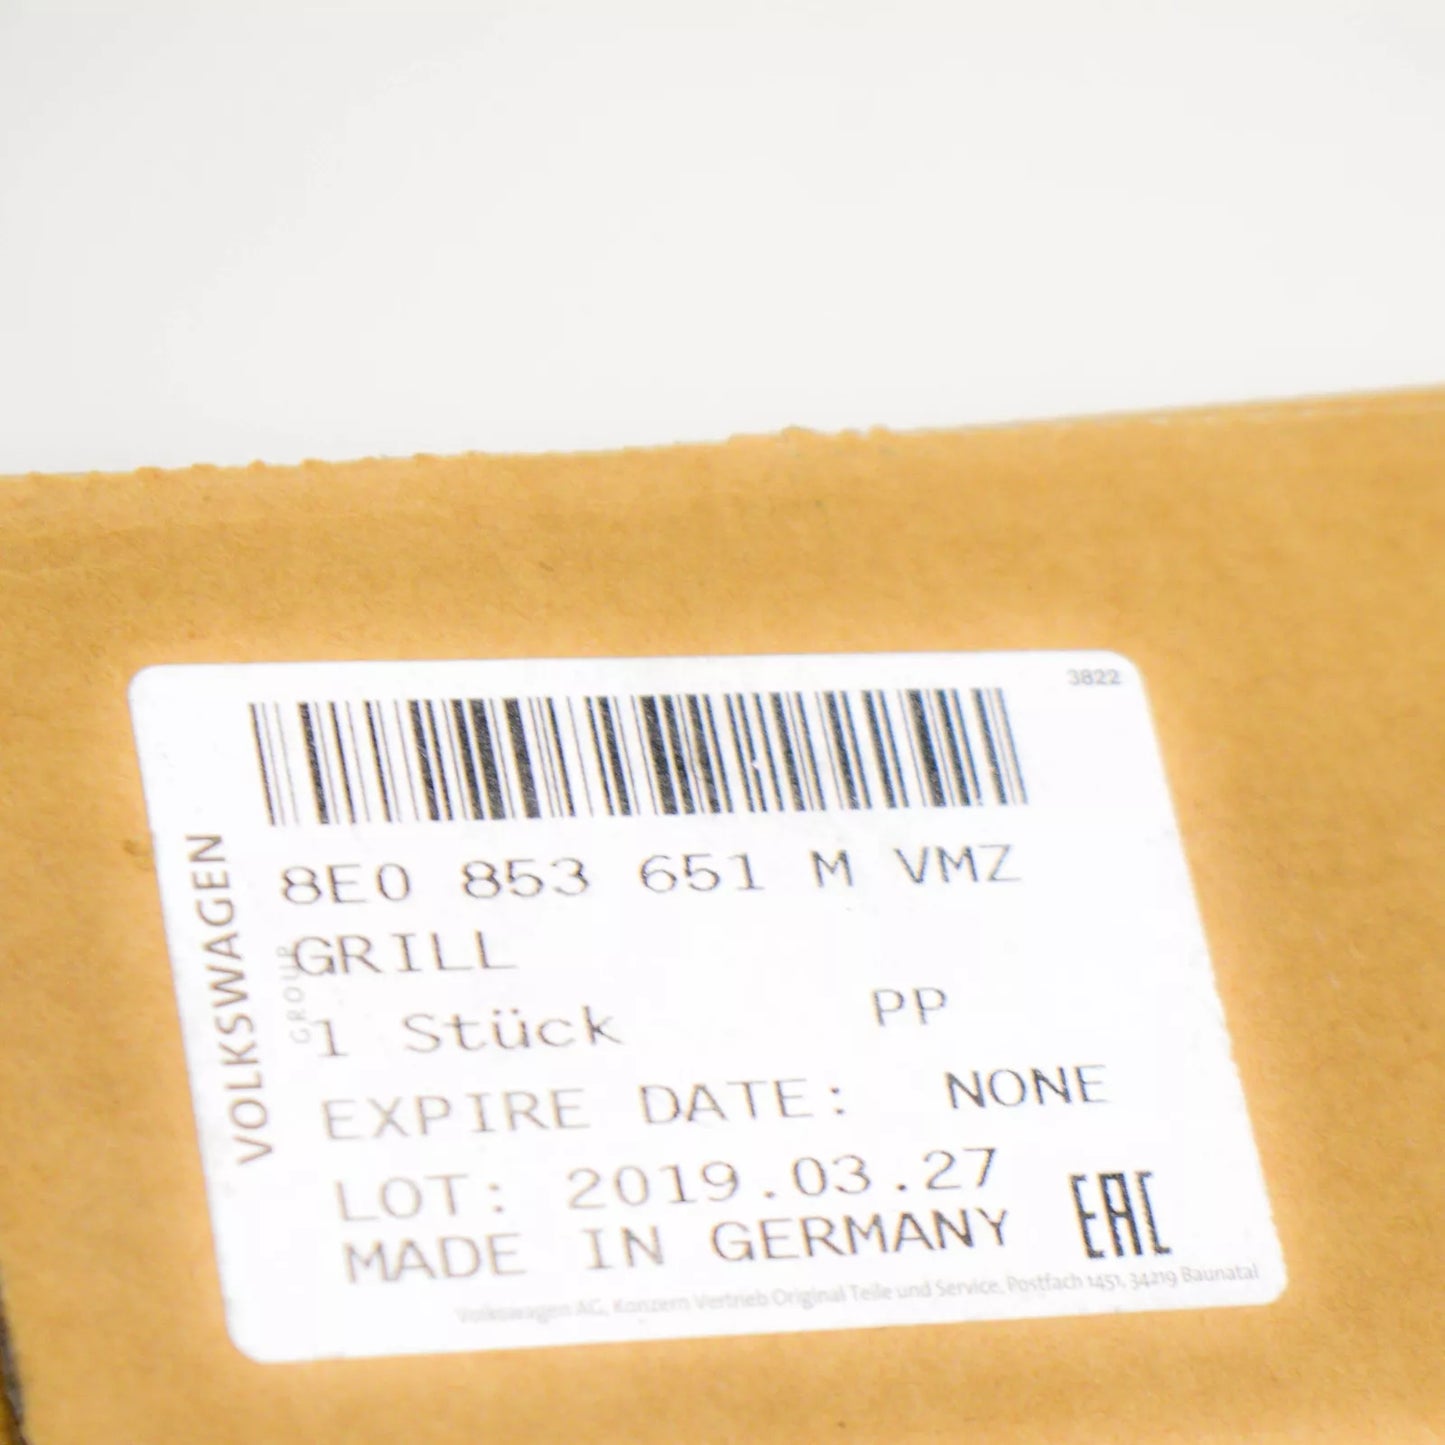 3822
8E0 853 651 M VMZ
GRILL
1 Stück PP
EXPIRE DATE: NONE
LOT: 2019.03.27
MADE IN GERMANY
EAC
Volkswagen AG, Konzern Vertrieb Original Teile und Service, Postfach 1451, 34219 Baunatal
VOLKSWAGEN
GROUP